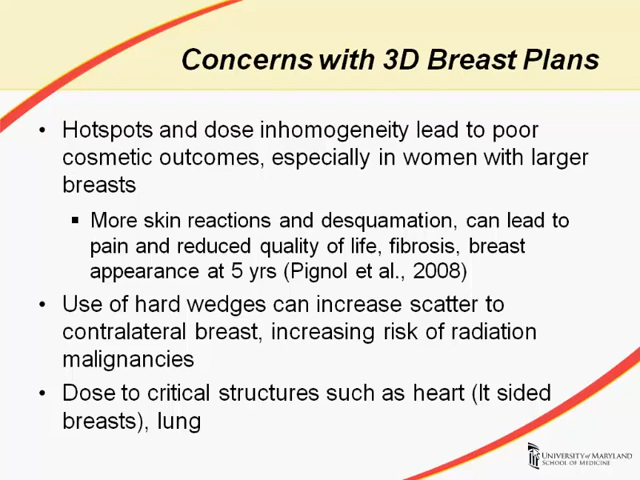 Concerns with 3D Breast Plans
• Hotspots and dose inhomogeneity lead to poor
cosmetic outcomes, especially in women with larger
breasts
▪ More skin reactions and desquamation, can lead to
pain and reduced quality of life, fibrosis, breast
appearance at 5 yrs (Pignol et al., 2008)
• Use of hard wedges can increase scatter to
contralateral breast, increasing risk of radiation
malignancies
• Dose to critical structures such as heart (lt sided
breasts), lung
UNIVERSITY of MARYLAND
SCHOOL OF MEDICINE